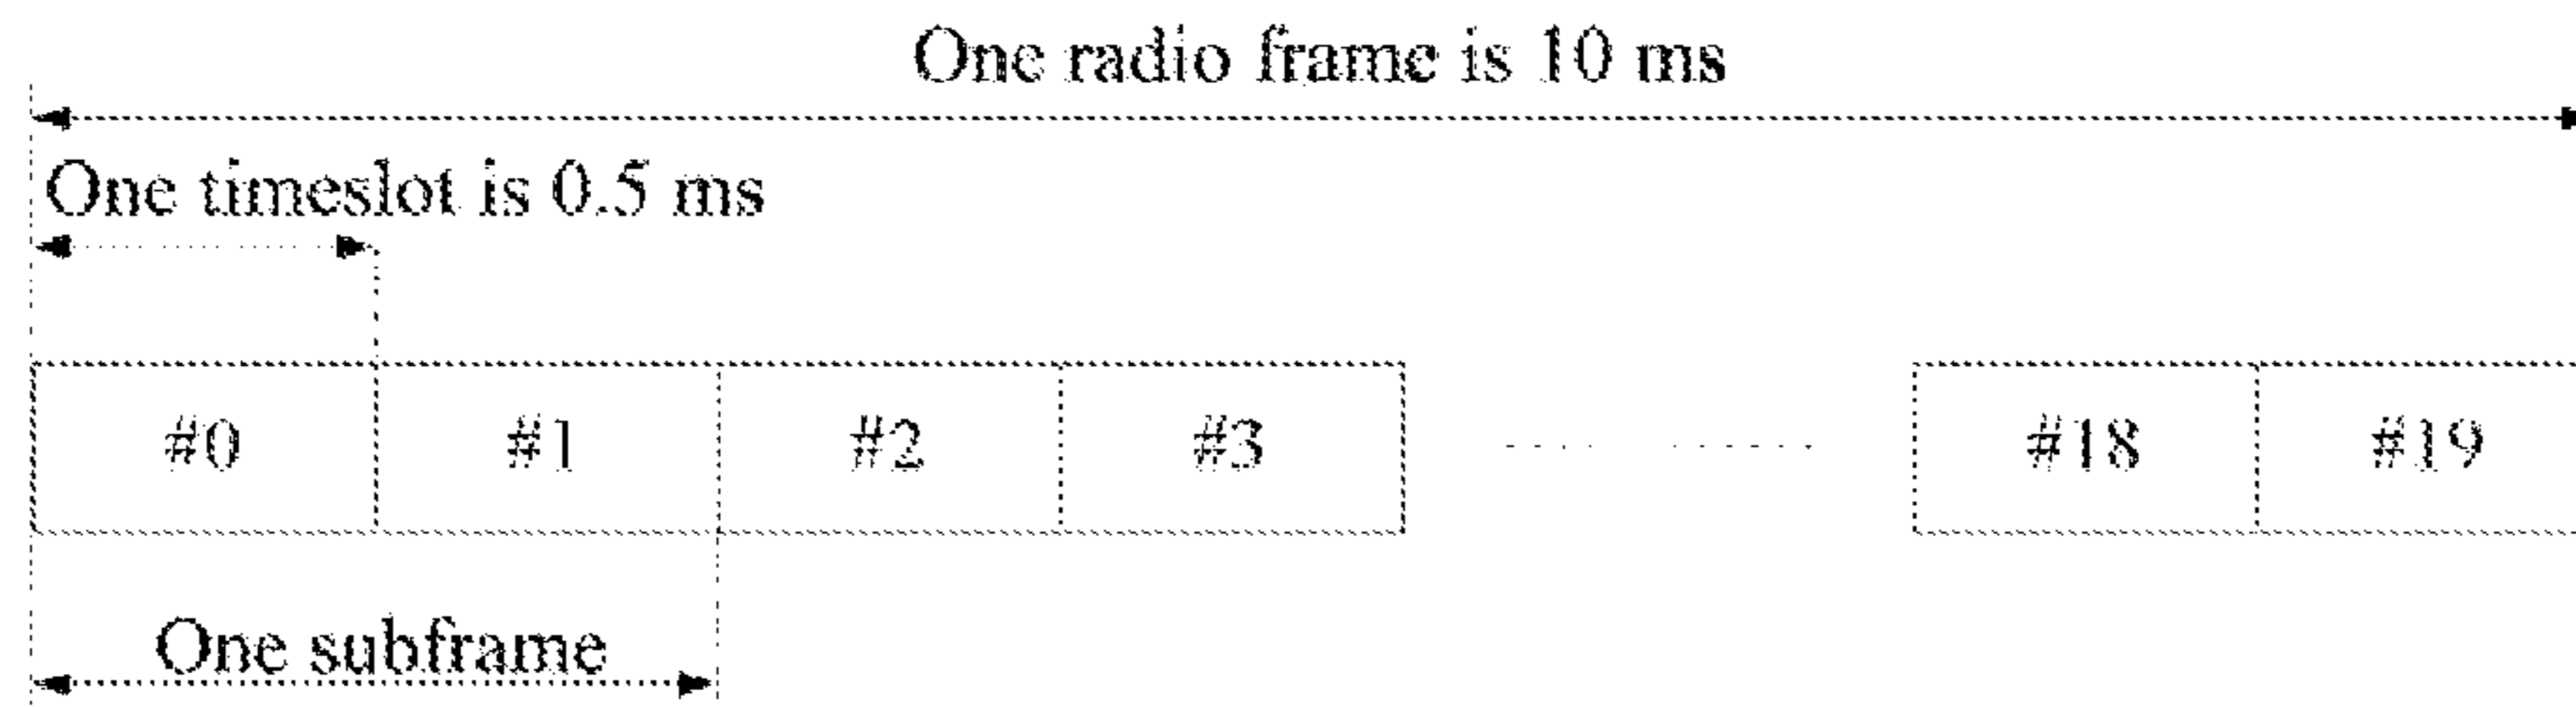 One radio frame is 10 ms
One timeslot is 0.5 ms
#0 #1 #2 #3 #18 #19
One subframe